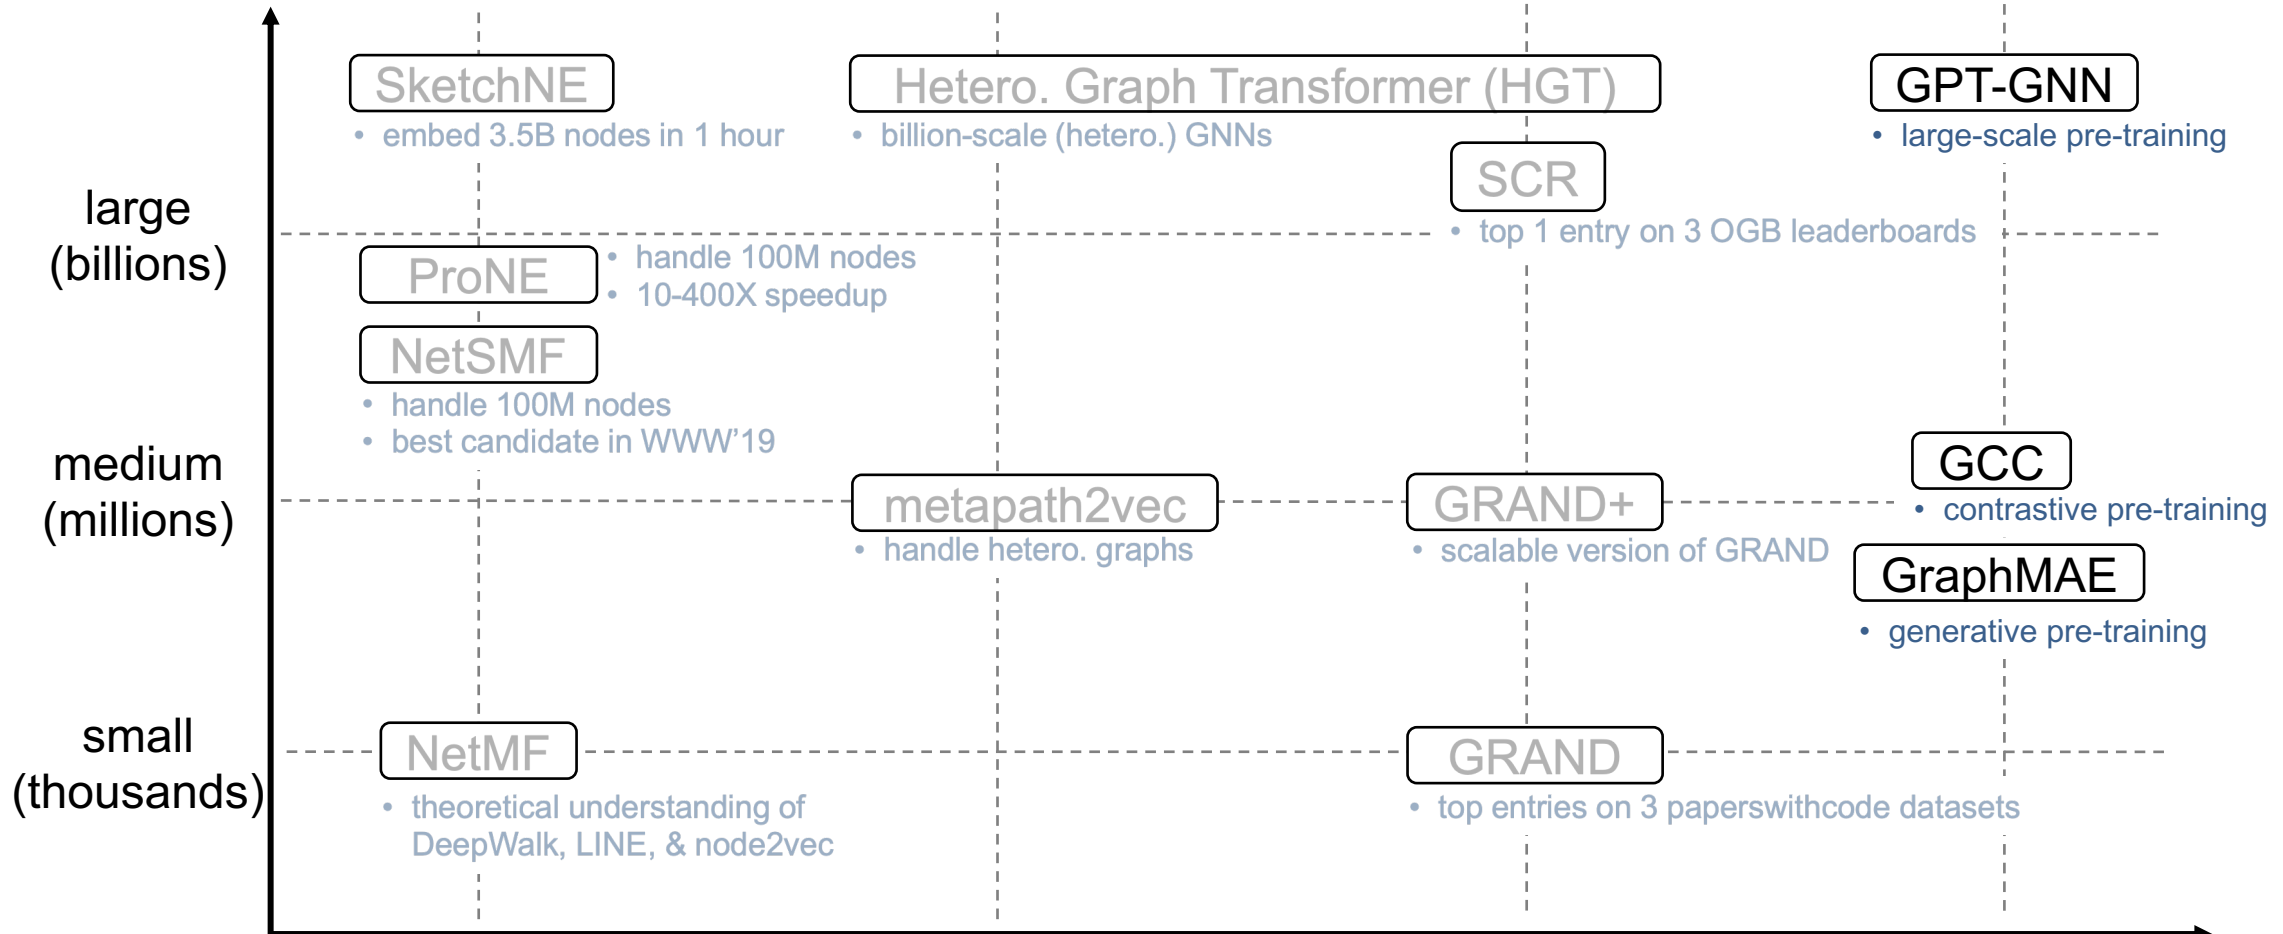 SketchNE
• embed 3.5B nodes in 1 hour
Hetero. Graph Transformer (HGT)
• billion-scale (hetero.) GNNs
GPT-GNN
• large-scale pre-training
SCR
• top 1 entry on 3 OGB leaderboards
large
(billions)
ProNE
• handle 100M nodes
• 10-400X speedup
NetSMF
• handle 100M nodes
• best candidate in WWW’19
medium
(millions)
metapath2vec
• handle hetero. graphs
GRAND+
• scalable version of GRAND
GCC
• contrastive pre-training
GraphMAE
• generative pre-training
small
(thousands)
NetMF
• theoretical understanding of
DeepWalk, LINE, & node2vec
GRAND
• top entries on 3 paperswithcode datasets